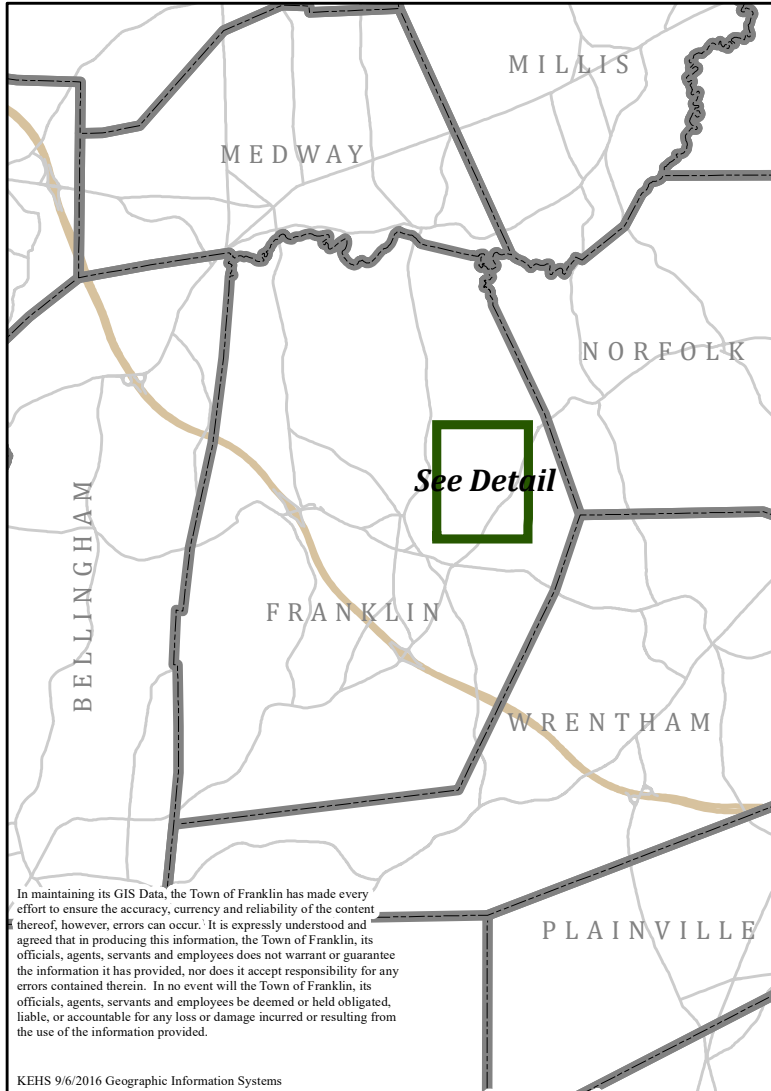 MILLIS
MEDWAY
NORFOLK
See Detail
BELLINGHAM
FRANKLIN
WRENTHAM
In maintaining its GIS Data, the Town of Franklin has made every
effort to ensure the accuracy, currency and reliability of the content
thereof, however, errors can occur. It is expressly understood and
agreed that in producing this information, the Town of Franklin, its
officials, agents, servants and employees does not warrant or guarantee
the information it has provided, nor does it accept responsibility for any
errors contained therein. In no event will the Town of Franklin, its
officials, agents, servants and employees be deemed or held obligated,
liable, or accountable for any loss or damage incurred or resulting from
the use of the information provided.
PLAINVILLE
KEHS 9/6/2016 Geographic Information Systems